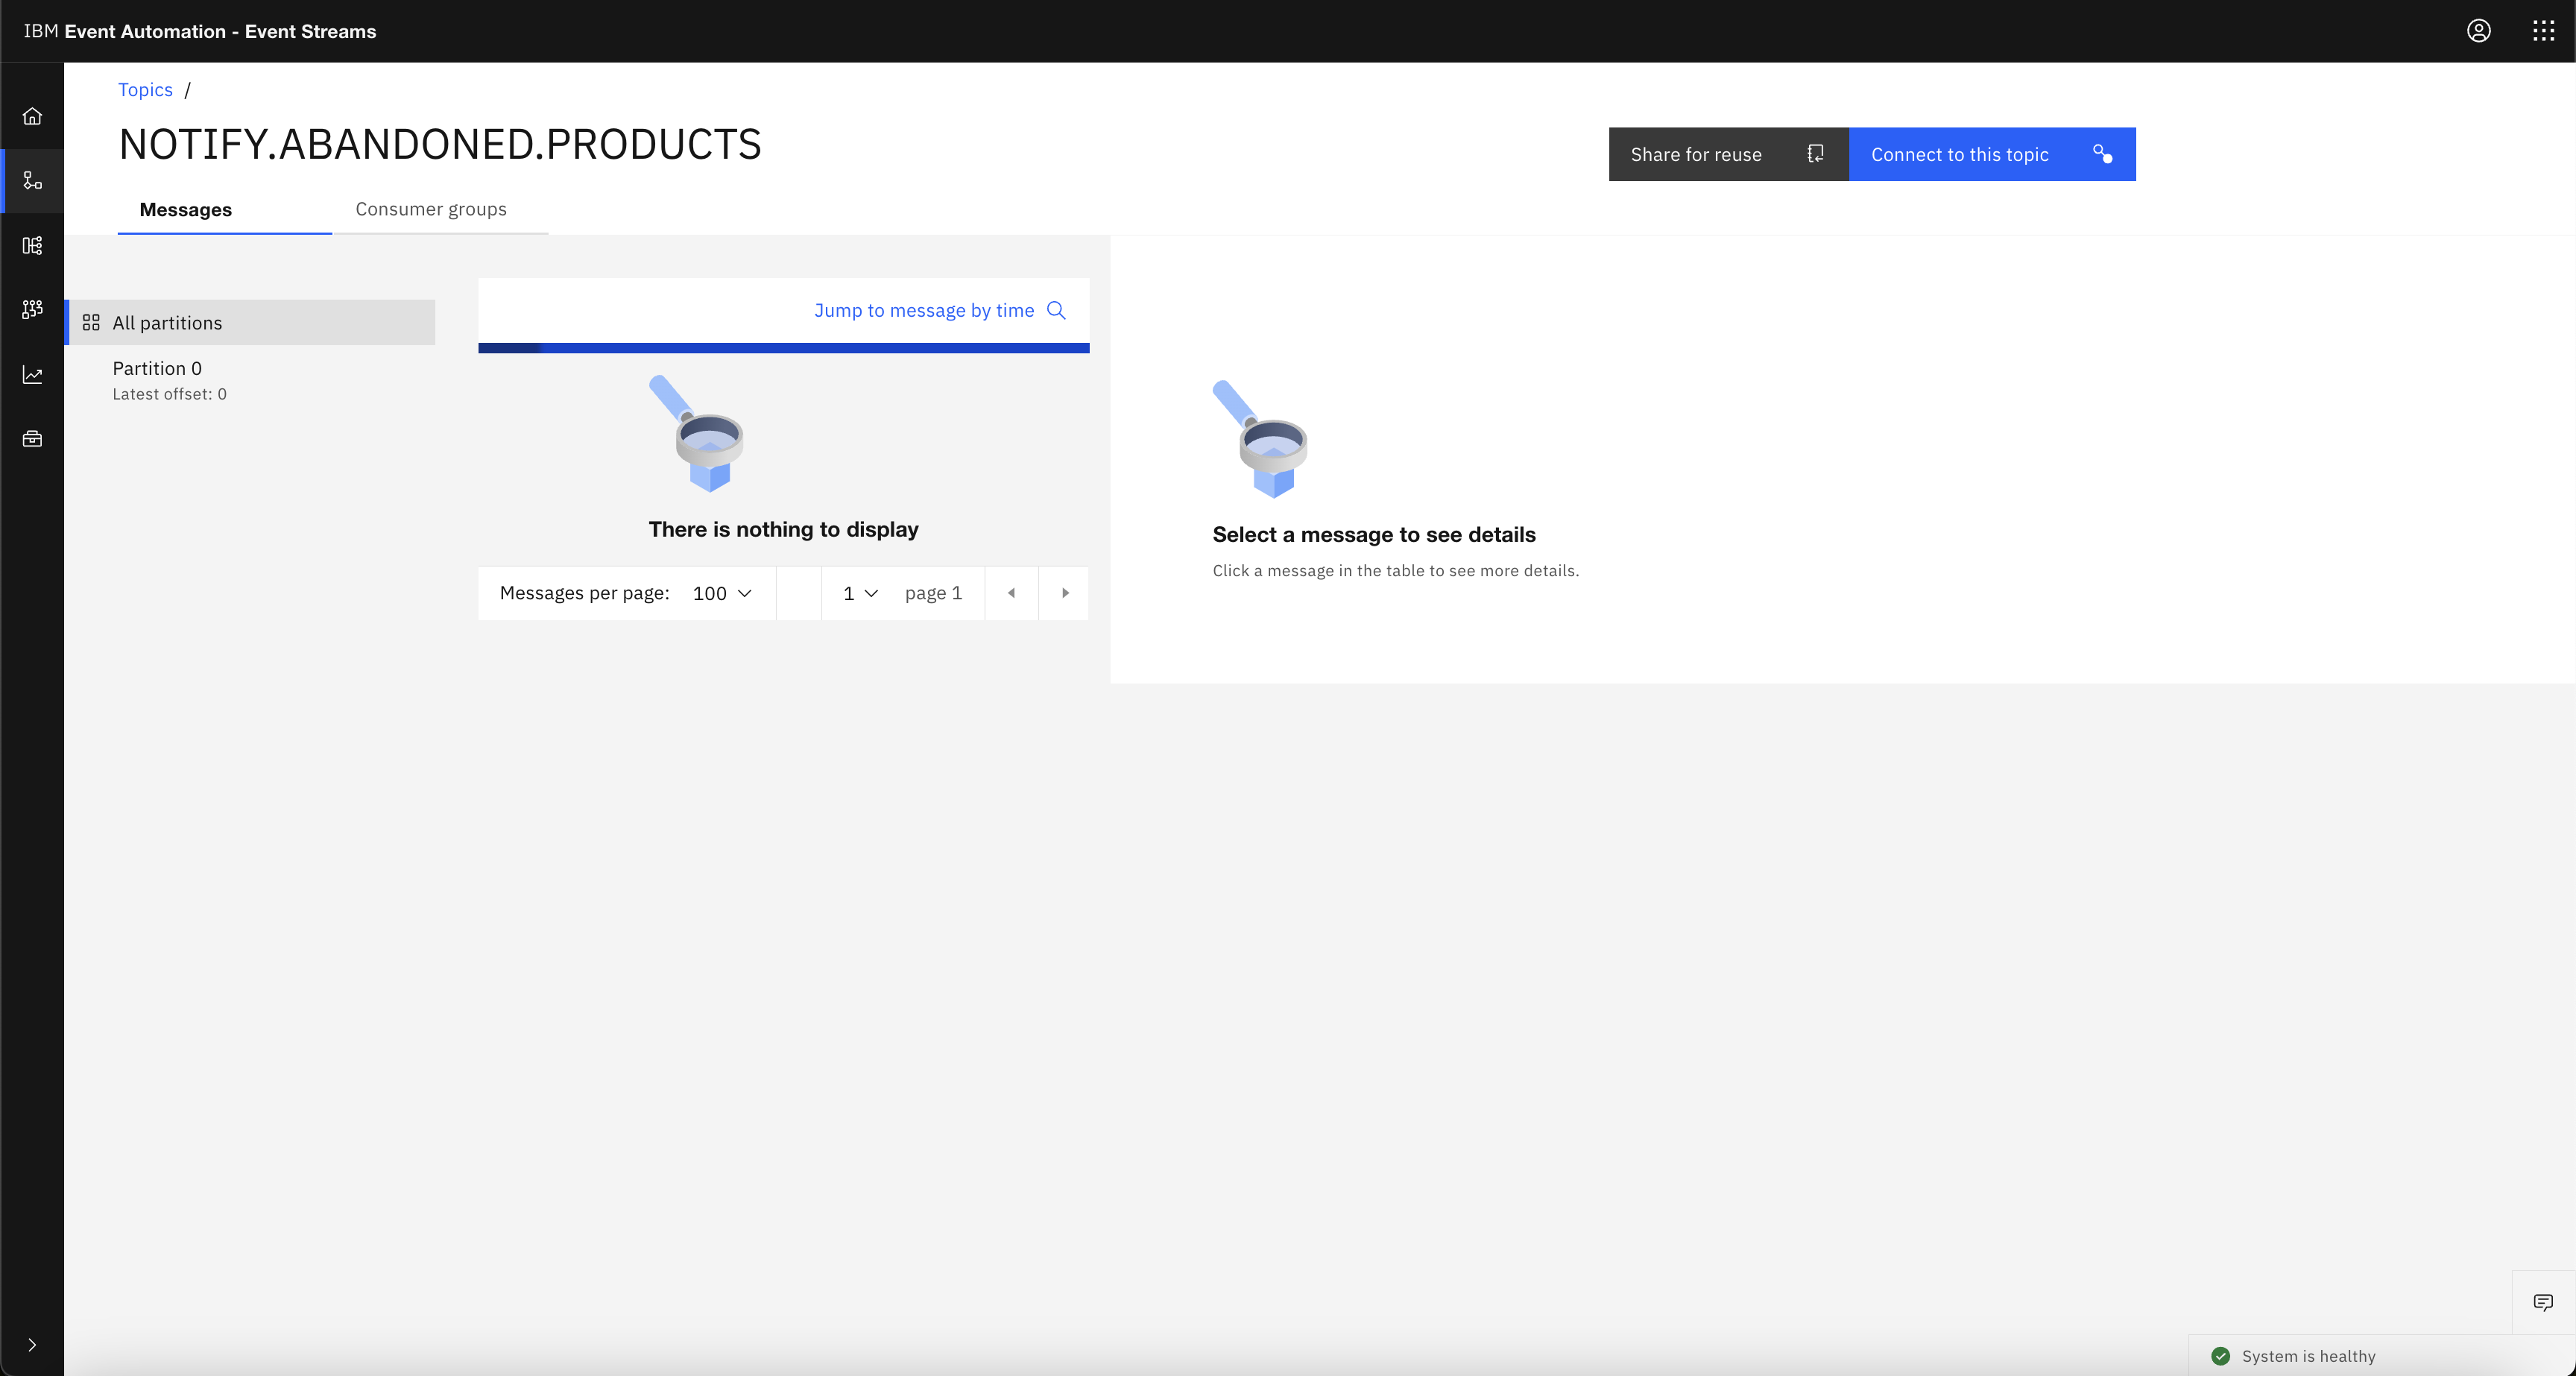 IBM Event Automation - Event Streams
Topics /
NOTIFY.ABANDONED.PRODUCTS
Share for reuse
Connect to this topic
Messages
Consumer groups
All partitions
Partition 0
Latest offset: 0
Jump to message by time
There is nothing to display
Messages per page: 100 1 page 1
Select a message to see details
Click a message in the table to see more details.
System is healthy